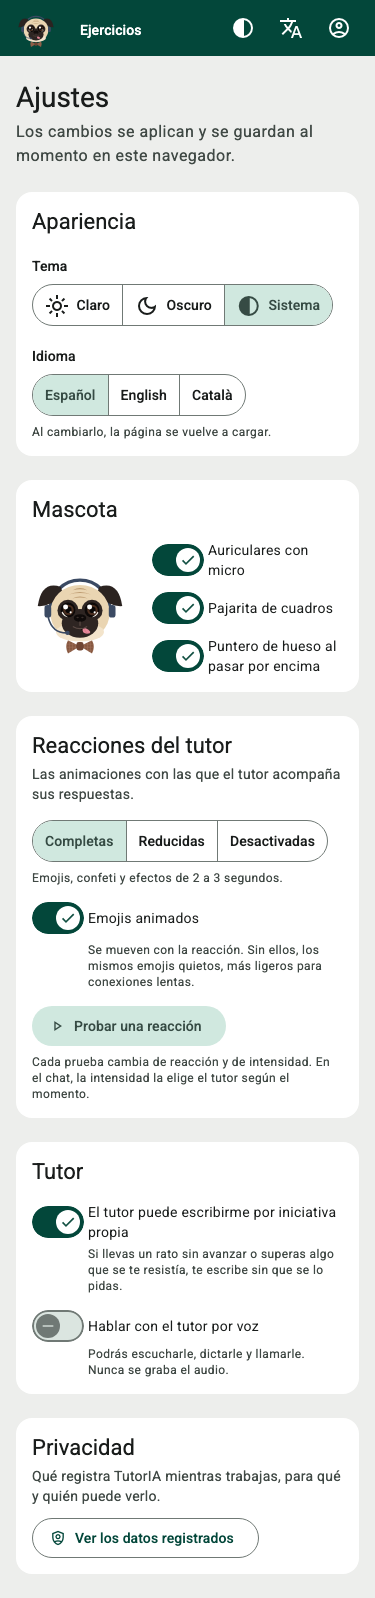 Ejercicios
Ajustes
Los cambios se aplican y se guardan al
momento en este navegador.
Apariencia
Tema
Claro
Oscuro
Sistema
Idioma
Español
English
Català
Al cambiarlo, la página se vuelve a cargar.
Mascota
Auriculares con
micro
Pajarita de cuadros
Puntero de hueso al
pasar por encima
Reacciones del tutor
Las animaciones con las que el tutor acompaña
sus respuestas.
Completas
Reducidas
Desactivadas
Emojis, confeti y efectos de 2 a 3 segundos.
Emojis animados
Se mueven con la reacción. Sin ellos, los
mismos emojis quietos, más ligeros para
conexiones lentas.
Probar una reacción
Cada prueba cambia de reacción y de intensidad. En
el chat, la intensidad la elige el tutor según el
momento.
Tutor
El tutor puede escribirme por iniciativa
propia
Si llevas un rato sin avanzar o superas algo
que se te resistía, te escribe sin que se lo
pidas.
Hablar con el tutor por voz
Podrás escucharle, dictarle y llamarle.
Nunca se graba el audio.
Privacidad
Qué registra TutorIA mientras trabajas, para qué
y quién puede verlo.
Ver los datos registrados